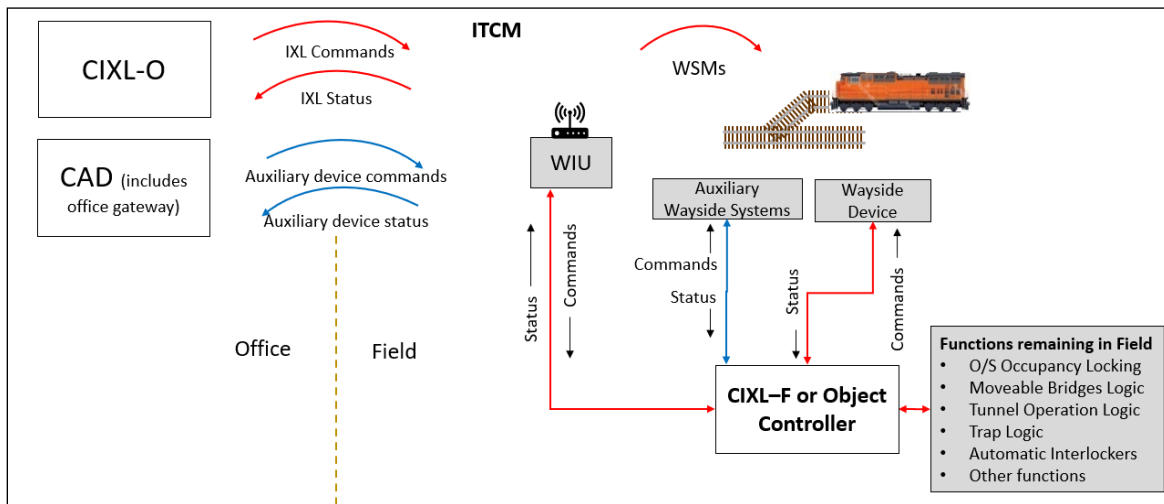 ITCM
CIXL-O
IXL Commands
IXL Status
WSMs
CAD (includes
office gateway)
Auxiliary device commands
Auxiliary device status
WIU
Auxiliary
Wayside Systems
Wayside
Device
Status
Commands
Commands
Status
Status
Commands
Office
Field
CIXL–F or Object
Controller
Functions remaining in Field
• O/S Occupancy Locking
• Moveable Bridges Logic
• Tunnel Operation Logic
• Trap Logic
• Automatic Interlockers
• Other functions